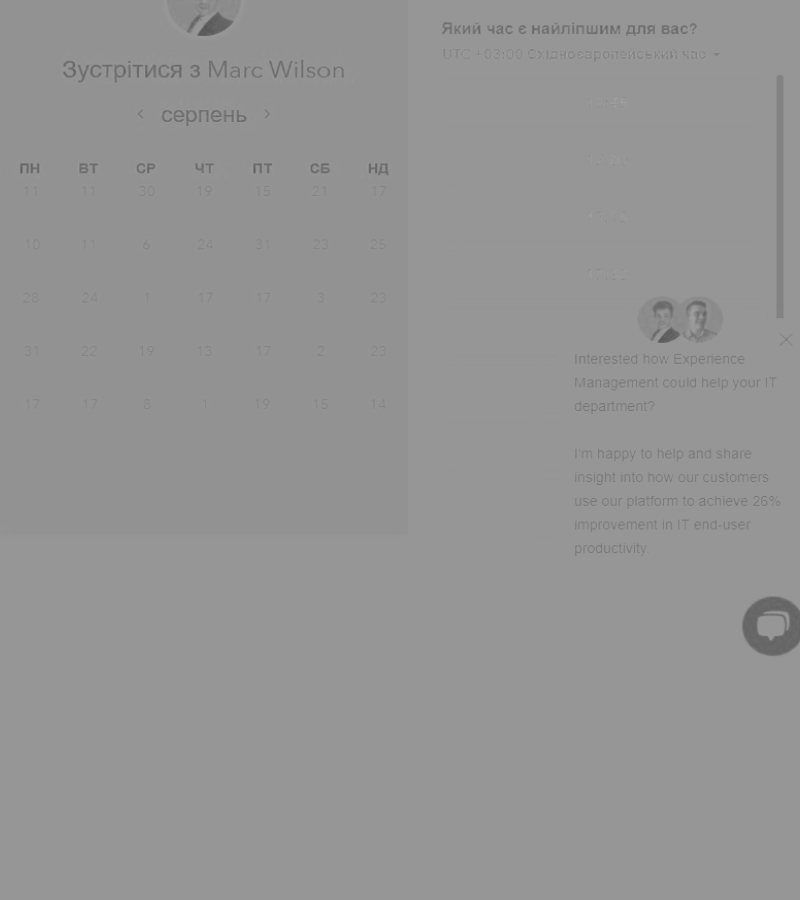 Зустрітися з Marc Wilson
серпень
ПН ВТ СР ЧТ ПТ СБ НД
11 11 30 19 15 21 17
10 11 6 24 31 23 25
28 24 1 17 17 3 23
31 22 19 13 17 2 23
17 17 8 1 19 15 14
Який час є найліпшим для вас?
UTC +03:00 Східноєвропейський час
Interested how Experience
Management could help your IT
department?
I'm happy to help and share
insight into how our customers
use our platform to achieve 26%
improvement in IT end-user
productivity